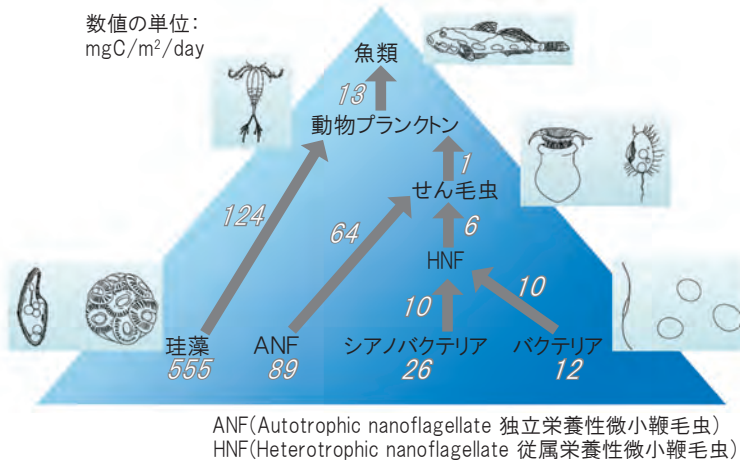 数値の単位：
mgC/m²/day
魚類
13
動物プランクトン
1
せん毛虫
124
64
6
HNF
10
10
珪藻
ANF
シアノバクテリア
バクテリア
555
89
26
12
ANF(Autotrophic nanoflagellate 独立栄養性微小鞭毛虫)
HNF(Heterotrophic nanoflagellate 従属栄養性微小鞭毛虫)